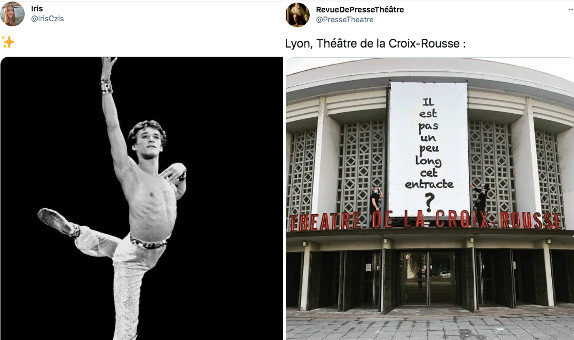 Iris
@IrisCzls
✨
RevueDePresseThéâtre
@PresseTheatre
Lyon, Théâtre de la Croix-Rousse :
Il
est
pas
un
peu
long
cet
entracte
?
THEATRE DE LA CROIX ROUSSE